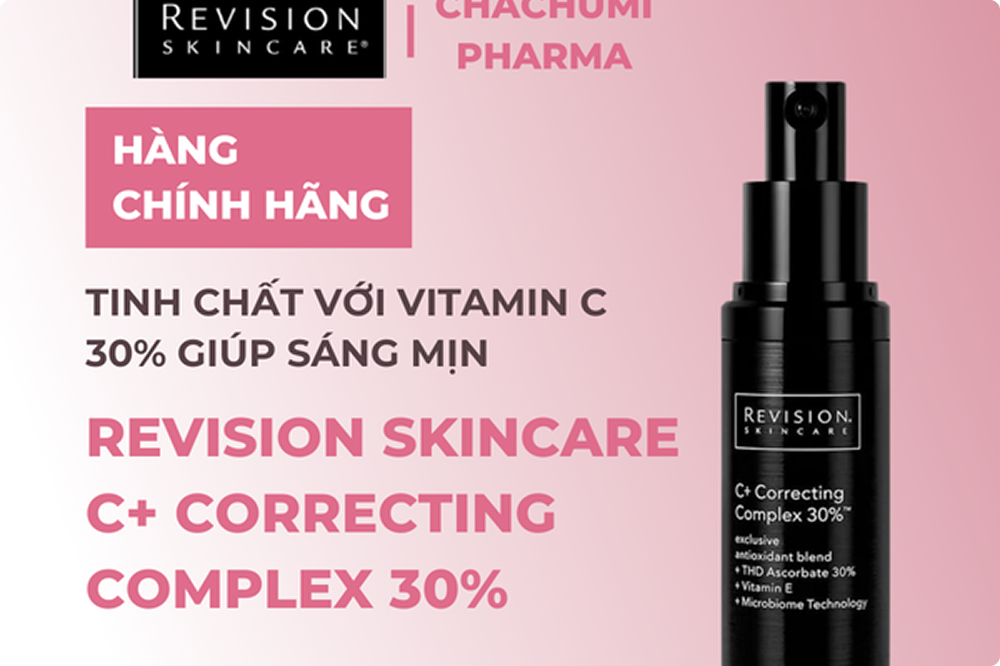 REVISION
SKINCARE®
CHACHUMI
PHARMA
HÀNG
CHÍNH HÃNG
TINH CHẤT VỚI VITAMIN C
30% GIÚP SÁNG MỊN
REVISION SKINCARE
C+ CORRECTING
COMPLEX 30%
REVISION®
SKINCARE
C+ Correcting
Complex 30%™
exclusive
antioxidant blend
+ THD Ascorbate 30%
+ Vitamin E
+ Microbiome Technology